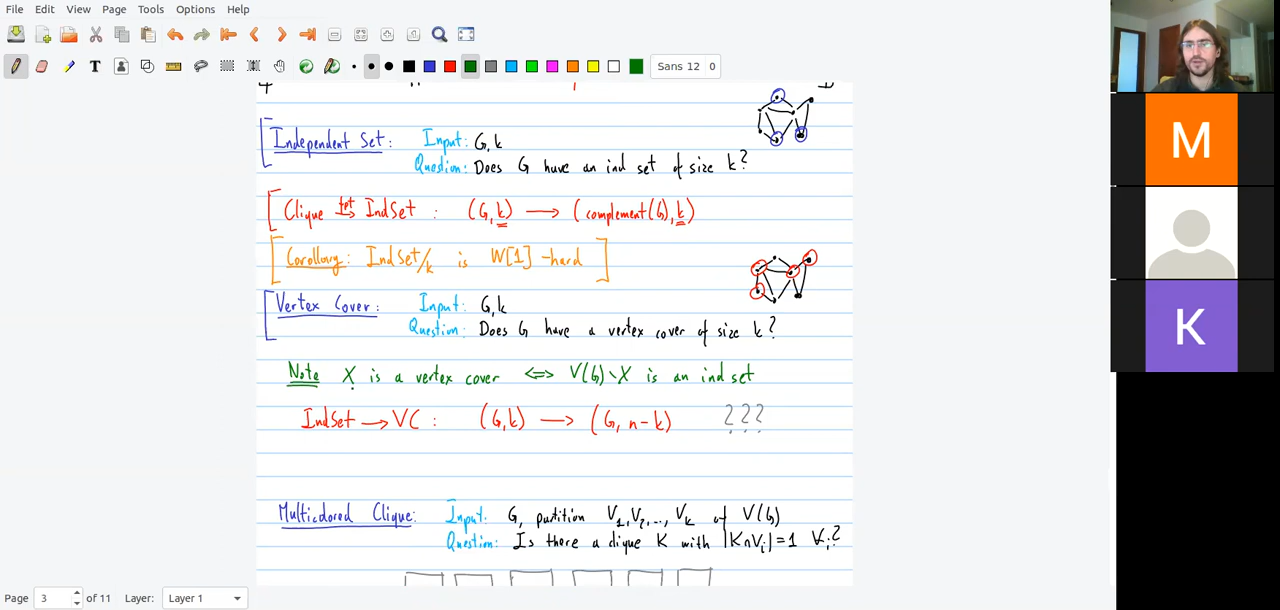 File Edit View Page Tools Options Help
Sans 12 0
Independent Set: Input: G,k
Question: Does G have an ind set of size k?
Clique fpt→ IndSet : (G,k) → (complement(G),k)
Corollary: IndSet/k is W[1]-hard
Vertex Cover: Input: G,k
Question: Does G have a vertex cover of size k?
Note X is a vertex cover ⇔ V(G)\X is an ind set
IndSet → VC : (G,k) → (G, n-k) ???
Multicolored Clique: Input: G, partition V1,V2,..., Vk of V(G)
Question: Is there a clique K with |K∩Vi|=1 ∀i?
M
K
Page 3 of 11 Layer: Layer 1